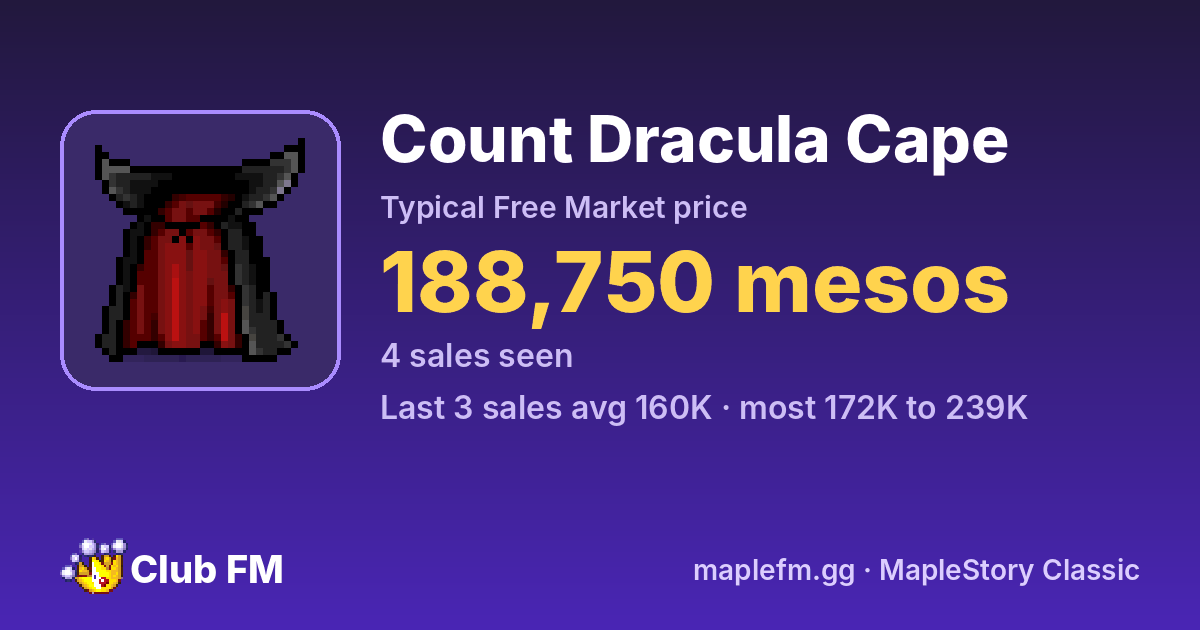 Count Dracula Cape
Typical Free Market price
188,750 mesos
4 sales seen
Last 3 sales avg 160K · most 172K to 239K
Club FM
maplefm.gg · MapleStory Classic